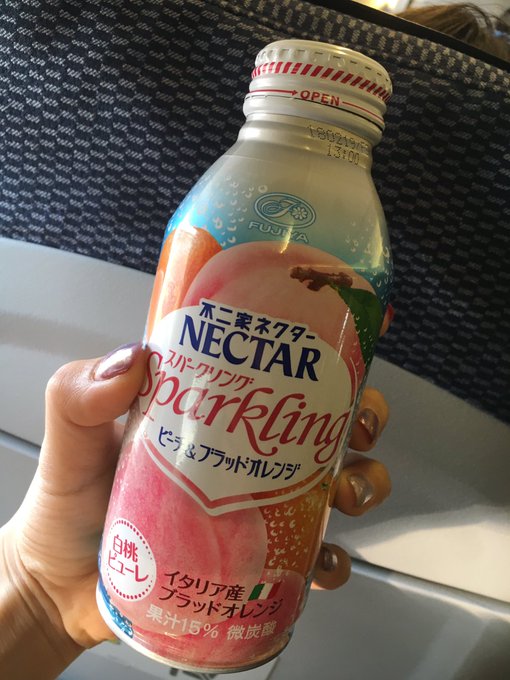 OPEN
13:00
FUJIYA
不二家ネクター
NECTAR
スパークリング
Sparkling
ピーチ&ブラッドオレンジ
白桃
ピューレ
イタリア産
ブラッドオレンジ
果汁15% 微炭酸